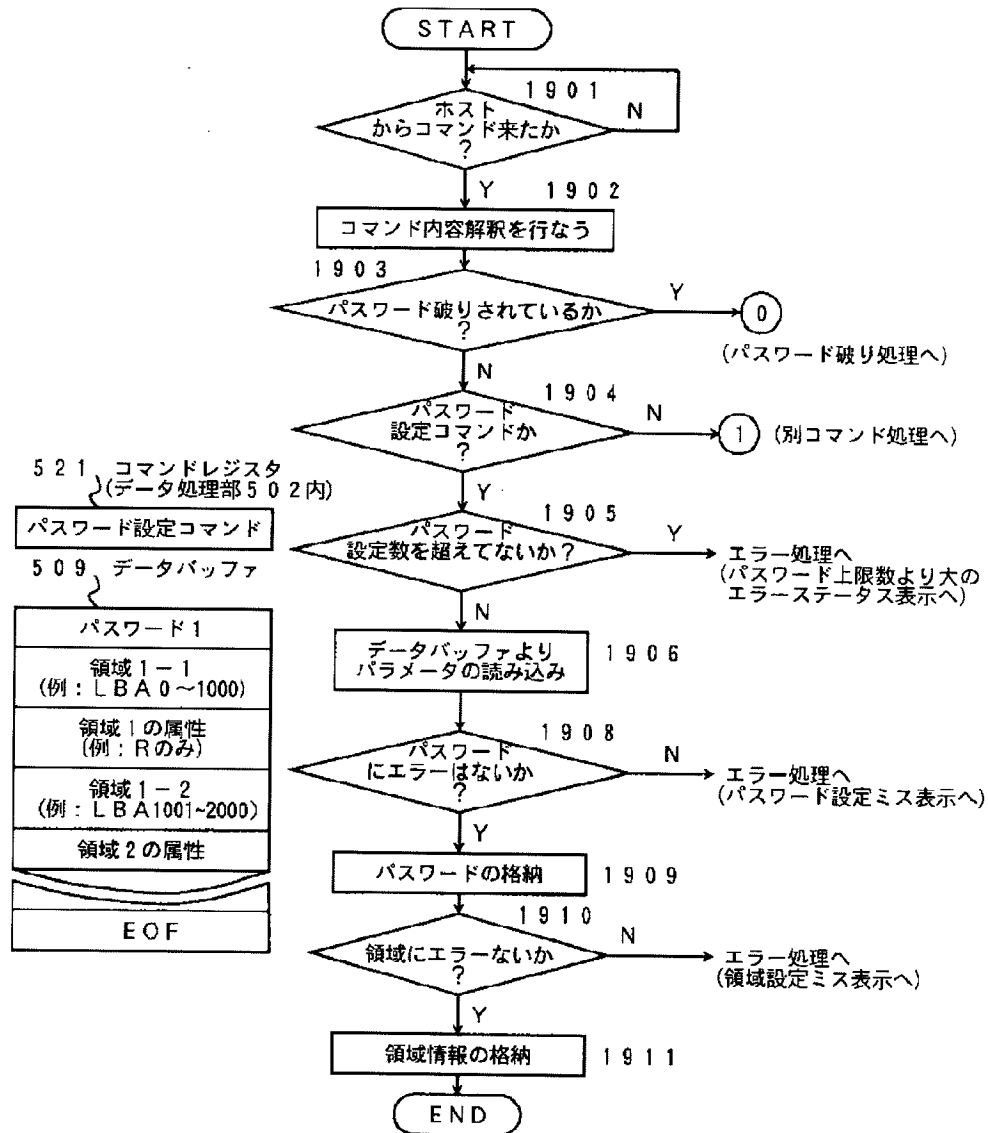 START
1901
ホスト
からコマンド来たか
?
N
Y
1902
コマンド内容解釈を行なう
1903
パスワード破りされているか
?
Y
0
(パスワード破り処理へ)
N
1904
パスワード
設定コマンドか
?
N
1
(別コマンド処理へ)
Y
1905
パスワード
設定数を超えてないか?
Y
エラー処理へ
(パスワード上限数より大の
エラーステータス表示へ)
N
データバッファより
パラメータの読み込み
1906
1908
パスワード
にエラーはないか
?
N
エラー処理へ
(パスワード設定ミス表示へ)
Y
パスワードの格納
1909
1910
領域にエラーないか
?
N
エラー処理へ
(領域設定ミス表示へ)
Y
領域情報の格納
1911
END
521 コマンドレジスタ
(データ処理部502内)
パスワード設定コマンド
509 データバッファ
パスワード1
領域1-1
(例:LBA0~1000)
領域1の属性
(例:Rのみ)
領域1-2
(例:LBA1001~2000)
領域2の属性
EOF